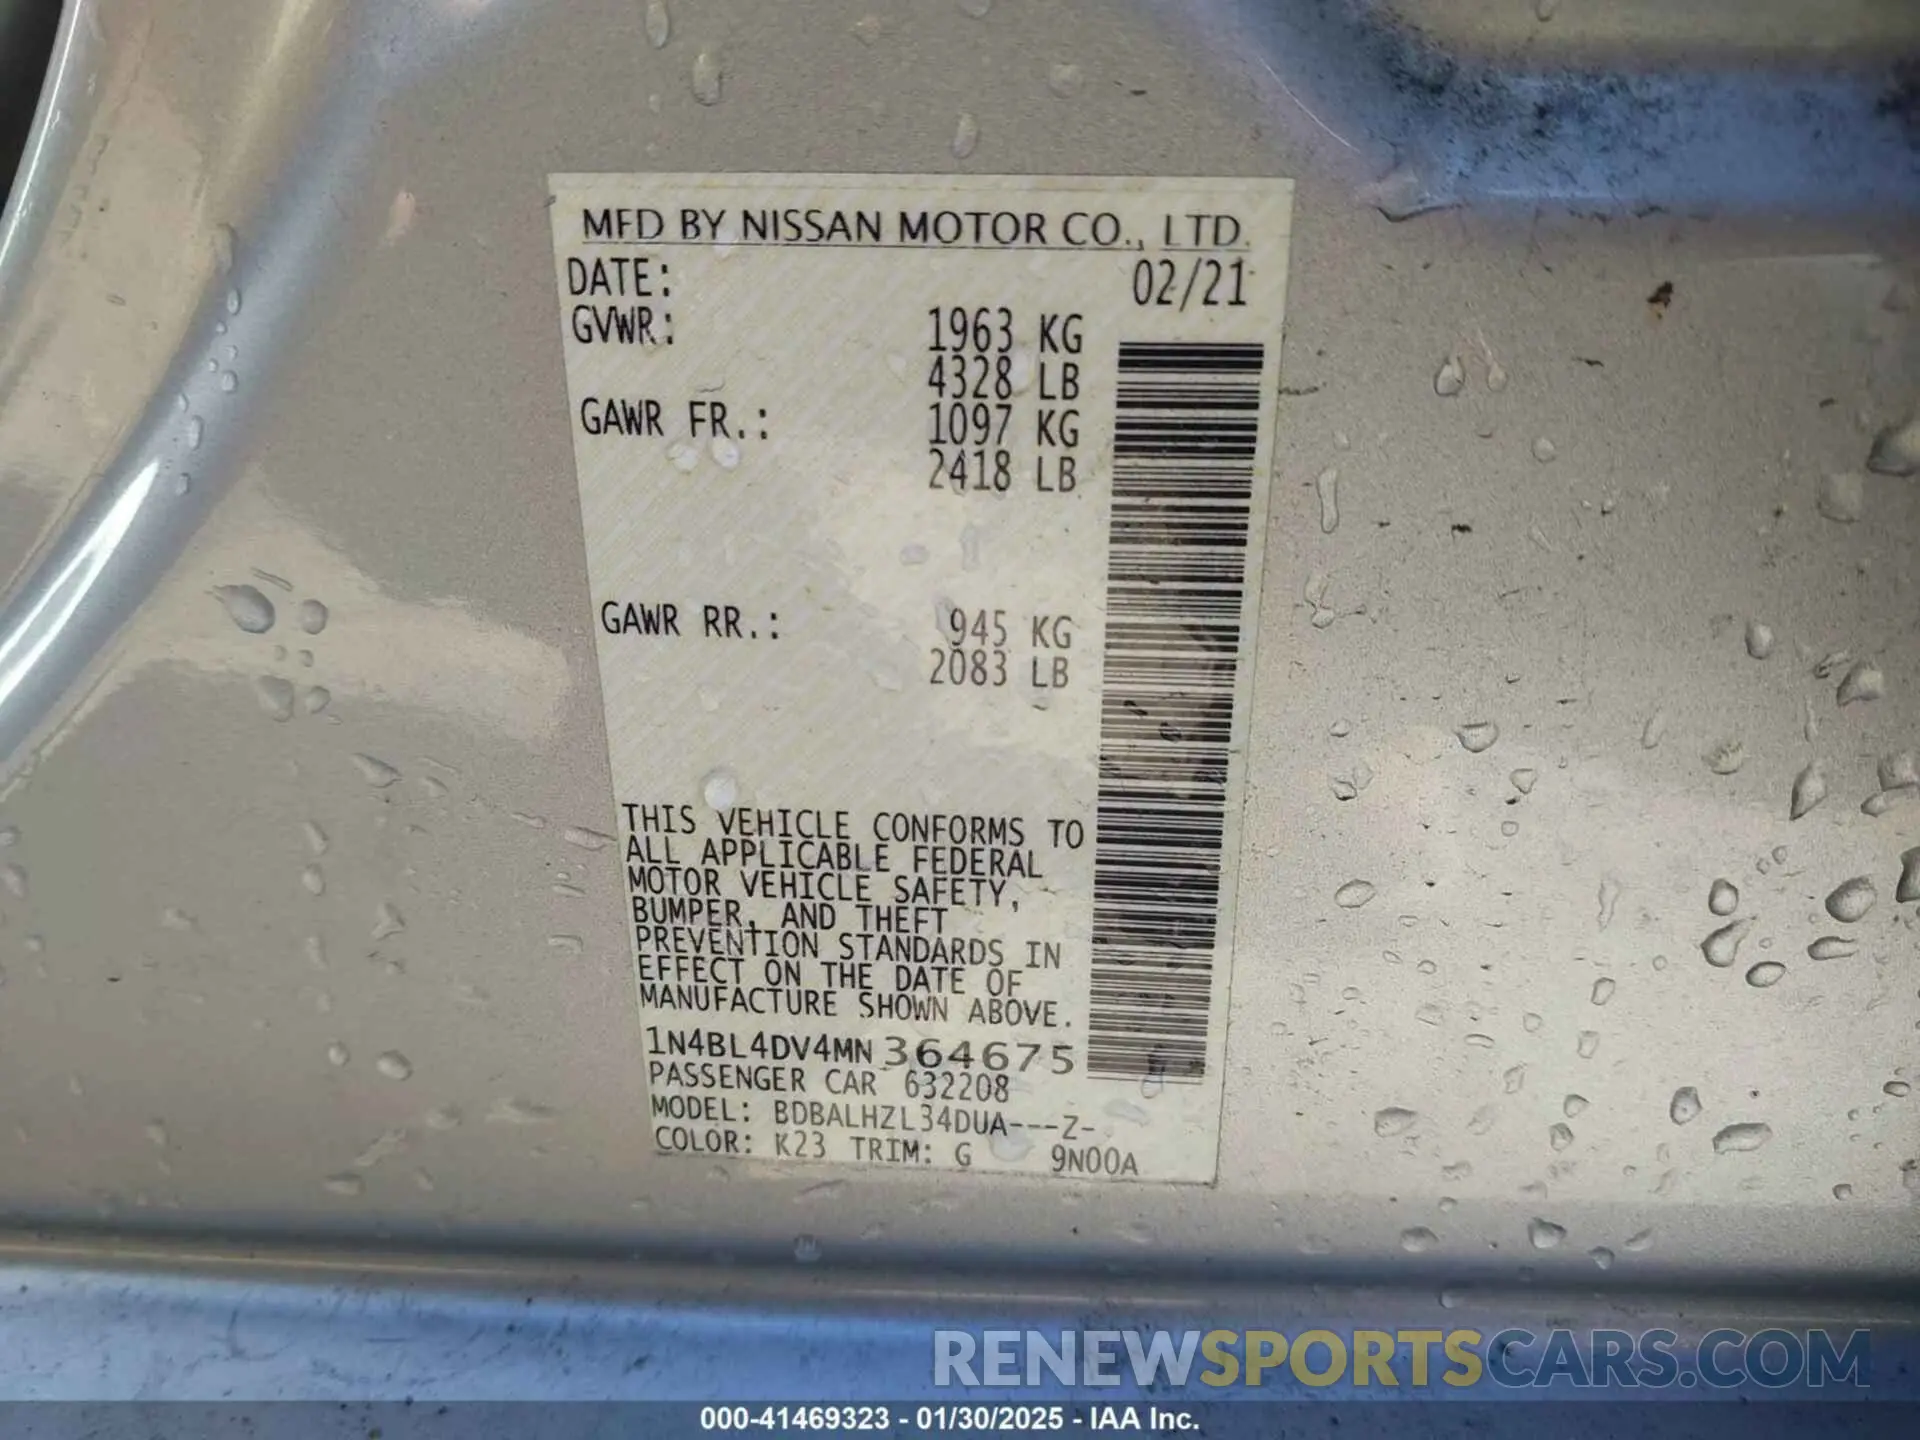 MFD BY NISSAN MOTOR CO., LTD.
DATE: 02/21
GVWR: 1963 KG
4328 LB
GAWR FR.: 1097 KG
2418 LB
GAWR RR.: 945 KG
2083 LB
THIS VEHICLE CONFORMS TO
ALL APPLICABLE FEDERAL
MOTOR VEHICLE SAFETY,
BUMPER, AND THEFT
PREVENTION STANDARDS IN
EFFECT ON THE DATE OF
MANUFACTURE SHOWN ABOVE.
1N4BL4DV4MN364675
PASSENGER CAR 632208
MODEL: BDBALHZL34DUA---Z-
COLOR: K23 TRIM: G 9N00A
RENEWSPORTSCARS.COM
000-41469323 - 01/30/2025 - IAA Inc.